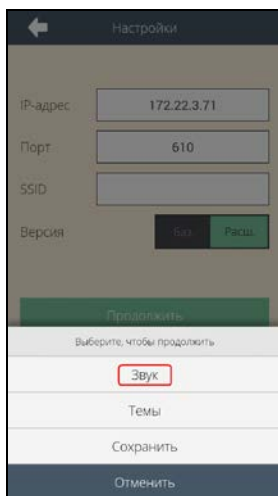 Настройки
IP-адрес 172.22.3.71
Порт 610
SSID
Версия Баз. Расш.
Продолжить
Выберите, чтобы продолжить
Звук
Темы
Сохранить
Отменить